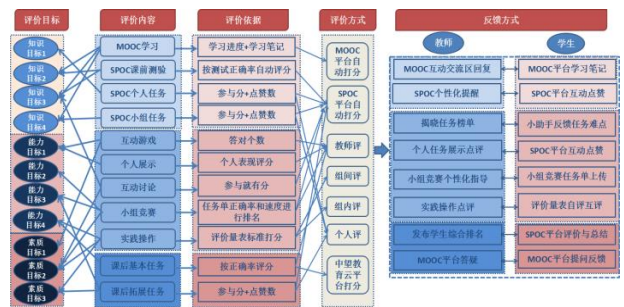 评价目标
评价内容
评价依据
评价方式
反馈方式
教师
学生
知识
目标1
知识
目标2
知识
目标3
知识
目标4
能力
目标1
能力
目标2
能力
目标3
能力
目标4
素质
目标1
素质
目标2
素质
目标3
MOOC学习
SPOC课前测验
SPOC个人任务
SPOC小组任务
互动游戏
个人展示
互动讨论
小组竞赛
实践操作
课后基本任务
课后拓展任务
学习进度+学习笔记
按测试正确率自动评分
参与分+点赞数
参与分+点赞数
答对个数
个人表现评分
参与就有分
任务单正确率和速度进
行排名
评价量表标准打分
按正确率评分
参与分+点赞数
MOOC
平台自
动打分
SPOC
平台自
动打分
教师评
组间评
组内评
个人评
中望教
育云平
台打分
MOOC互动交流区回复
SPOC个性化提醒
揭晓任务榜单
个人任务展示点评
小组竞赛个性化指导
实践操作点评
发布学生综合排名
MOOC平台答疑
MOOC平台学习笔记
SPOC平台互动点赞
小助手反馈任务难点
SPOC平台互动点赞
小组竞赛任务单上传
评价量表自评互评
SPOC平台评价与总结
MOOC平台提问反馈